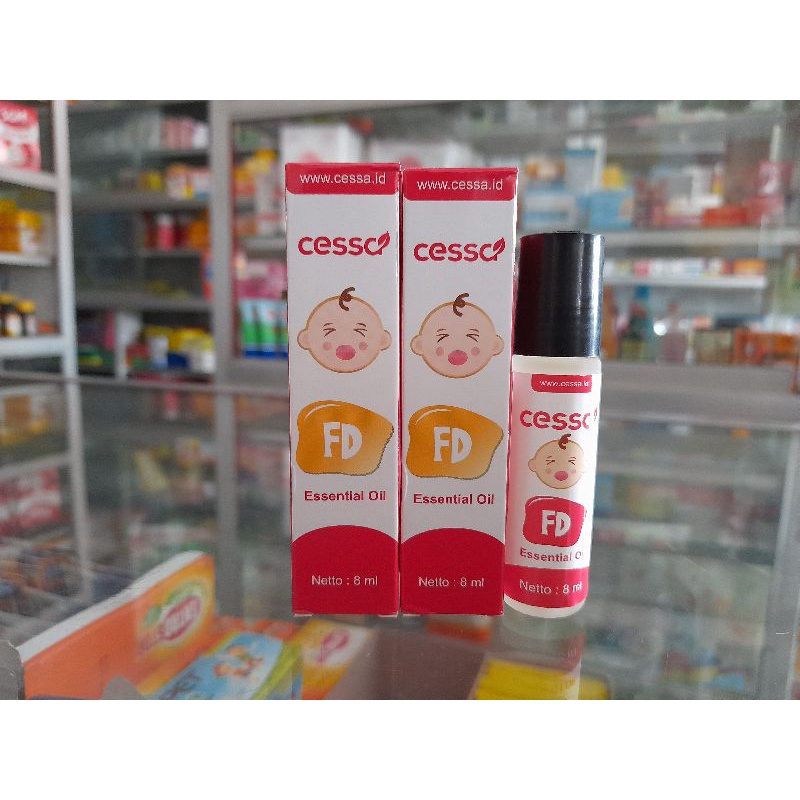 www.cessa.id
cessa
FD
Essential Oil
Netto : 8 ml
www.cessa.id
cessa
FD
Essential Oil
Netto : 8 ml
www.cessa.id
cessa
FD
Essential Oil
Netto : 8 ml